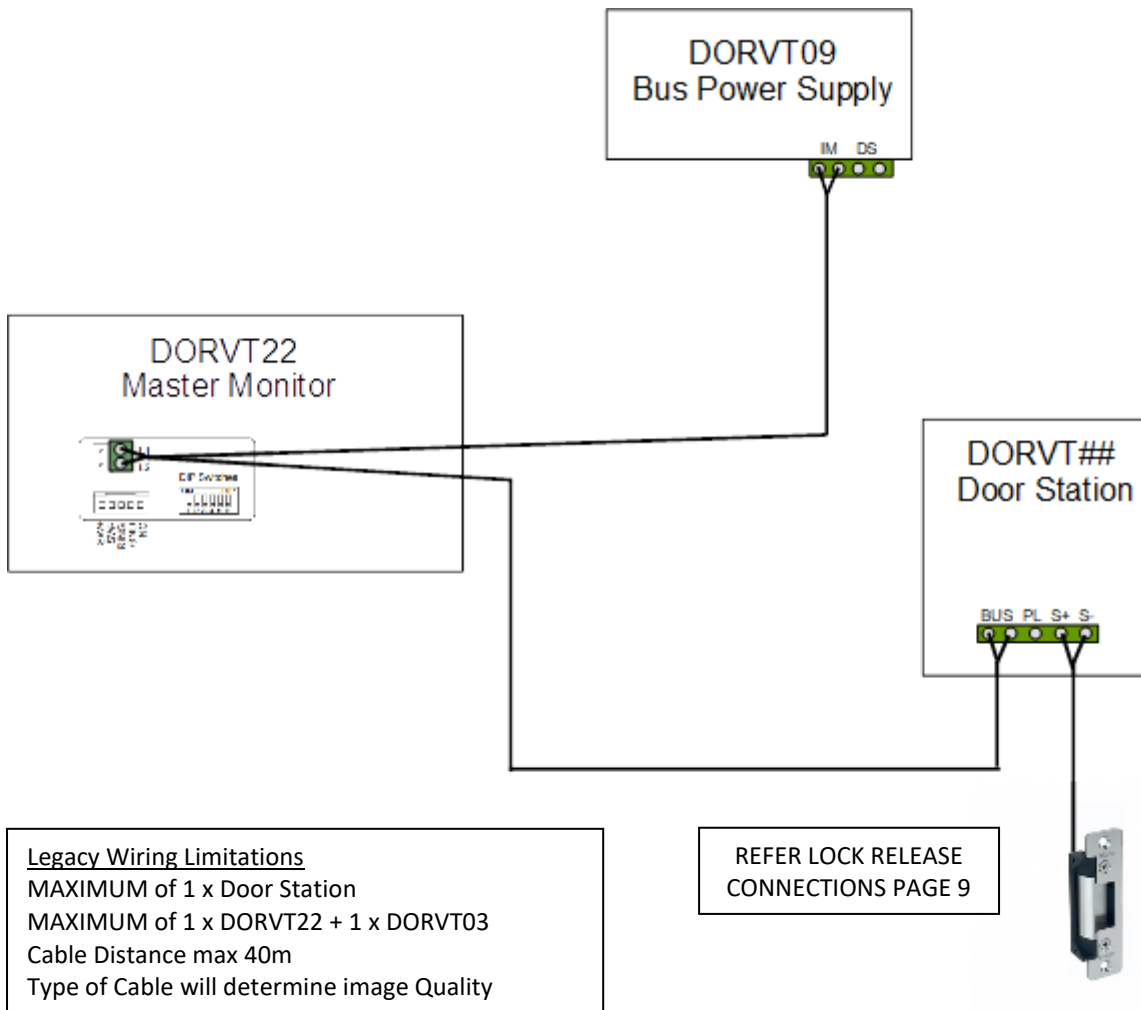 DORVT09
Bus Power Supply
IM DS
DORVT22
Master Monitor
L1
L2
DIP Switches
DORVT##
Door Station
BUS PL S+ S-
Legacy Wiring Limitations
MAXIMUM of 1 x Door Station
MAXIMUM of 1 x DORVT22 + 1 x DORVT03
Cable Distance max 40m
Type of Cable will determine image Quality
REFER LOCK RELEASE
CONNECTIONS PAGE 9